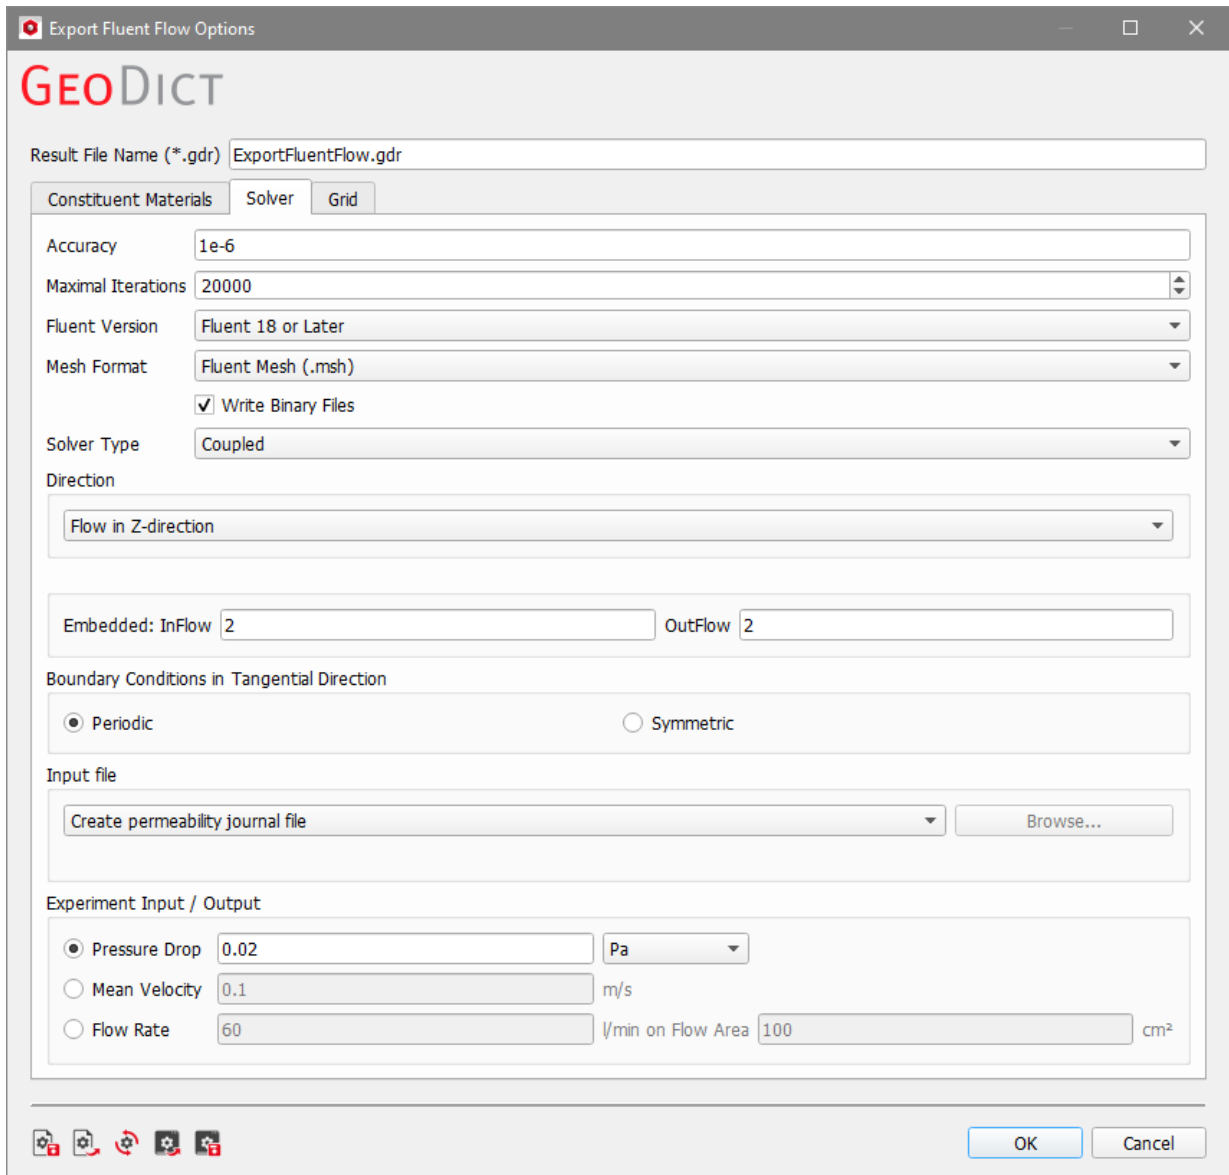 Export Fluent Flow Options
GEODICT
Result File Name (*.gdr) ExportFluentFlow.gdr
Constituent Materials Solver Grid
Accuracy 1e-6
Maximal Iterations 20000
Fluent Version Fluent 18 or Later
Mesh Format Fluent Mesh (.msh)
Write Binary Files
Solver Type Coupled
Direction
Flow in Z-direction
Embedded: InFlow 2 OutFlow 2
Boundary Conditions in Tangential Direction
Periodic Symmetric
Input file
Create permeability journal file Browse...
Experiment Input / Output
Pressure Drop 0.02 Pa
Mean Velocity 0.1 m/s
Flow Rate 60 l/min on Flow Area 100 cm²
OK Cancel